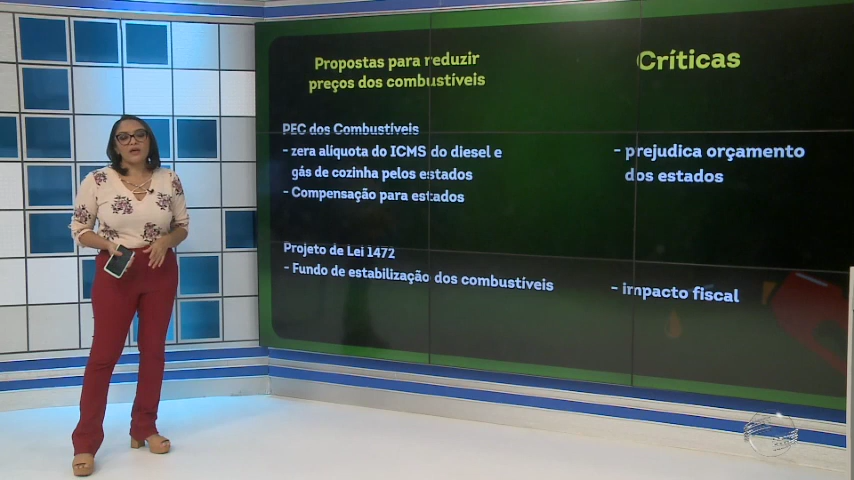 Propostas para reduzir
preços dos combustíveis
Críticas
PEC dos Combustíveis
- zera alíquota do ICMS do diesel e
gás de cozinha pelos estados
- Compensação para estados
- prejudica orçamento
dos estados
Projeto de Lei 1472
- Fundo de estabilização dos combustíveis
- impacto fiscal